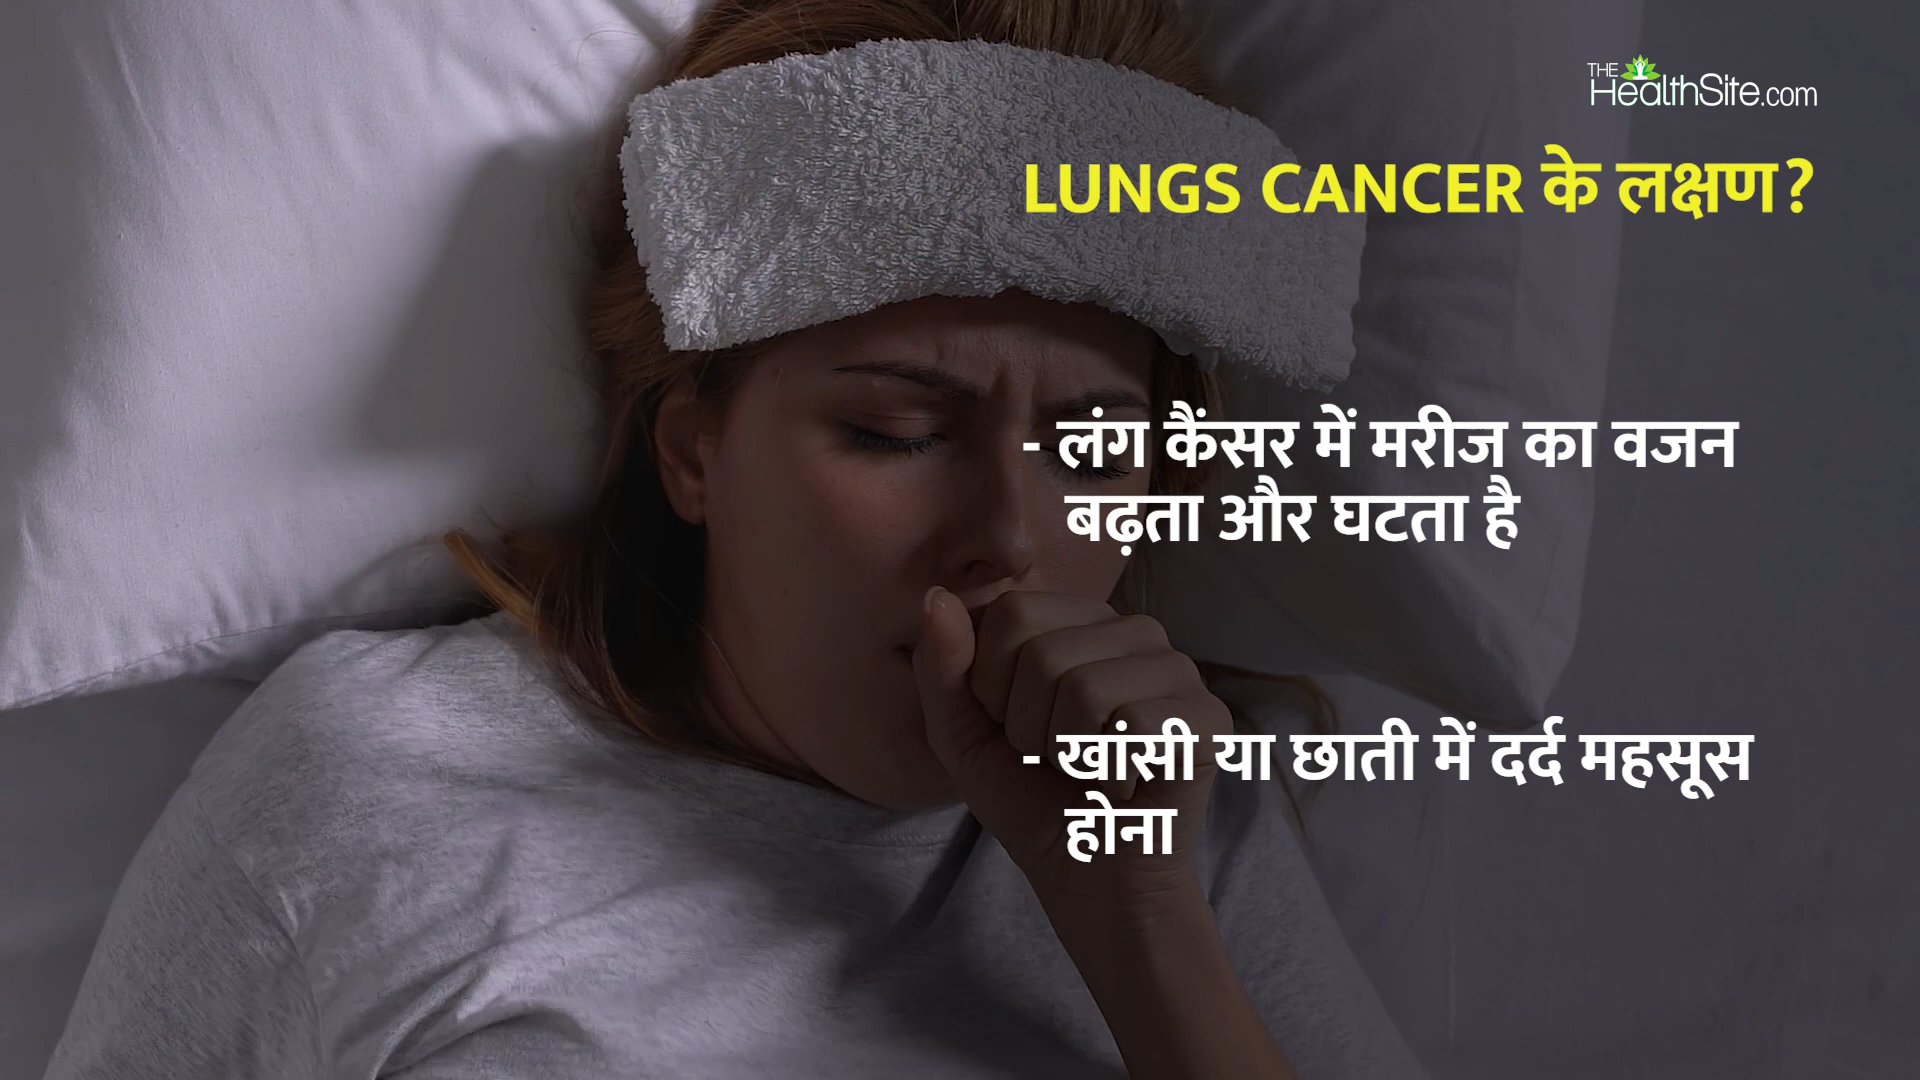 THE
HealthSite.com
LUNGS CANCER के लक्षण?
- लंग कैंसर में मरीज का वजन
बढ़ता और घटता है
- खांसी या छाती में दर्द महसूस
होना